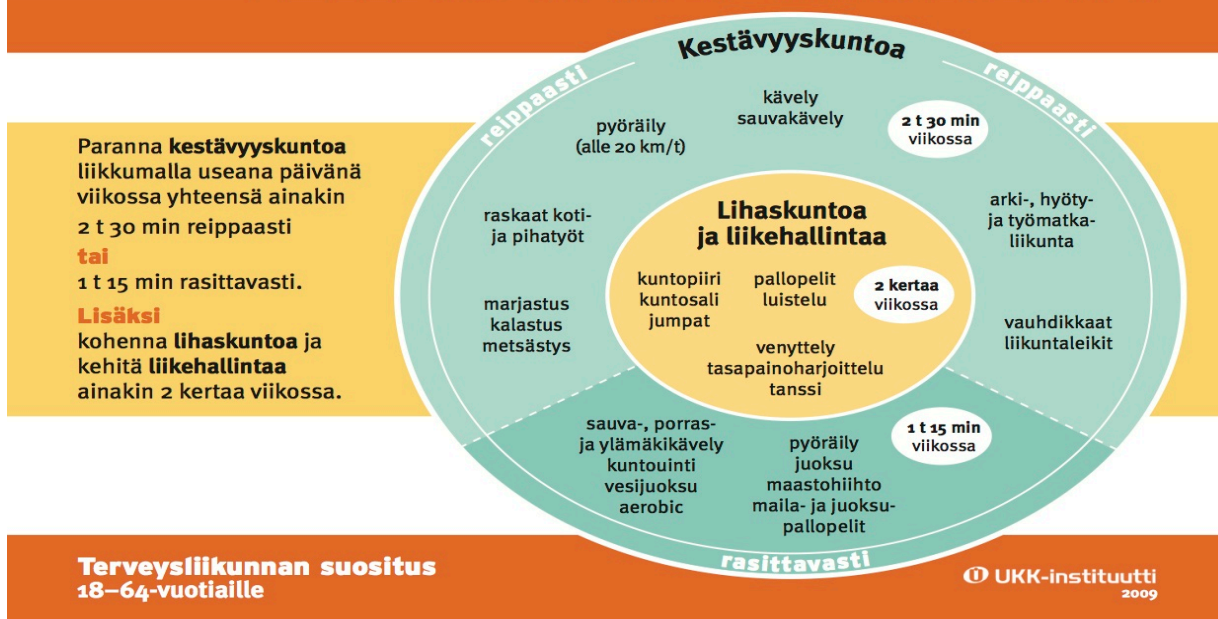 Paranna kestävyyskuntoa
liikkumalla useana päivänä
viikossa yhteensä ainakin
2 t 30 min reippaasti
tai
1 t 15 min rasittavasti.
Lisäksi
kohenna lihaskuntoa ja
kehitä liikehallintaa
ainakin 2 kertaa viikossa.
Kestävyyskuntoa
reippaasti
reippaasti
kävely
sauvakävely
2 t 30 min
viikossa
pyöräily
(alle 20 km/t)
raskaat koti-
ja pihatyöt
arki-, hyöty-
ja työmatka-
liikunta
marjastus
kalastus
metsästys
vauhdikkaat
liikuntaleikit
Lihaskuntoa
ja liikehallintaa
kuntopiiri
kuntosali
jumpat
pallopelit
luistelu
2 kertaa
viikossa
venyttely
tasapainoharjoittelu
tanssi
sauva-, porras-
ja ylämäkikävely
kuntouinti
vesijuoksu
aerobic
pyöräily
juoksu
maastohiihto
maila- ja juoksu-
pallopelit
1 t 15 min
viikossa
rasittavasti
Terveysliikunnan suositus
18–64-vuotiaille
UKK-instituutti
2009